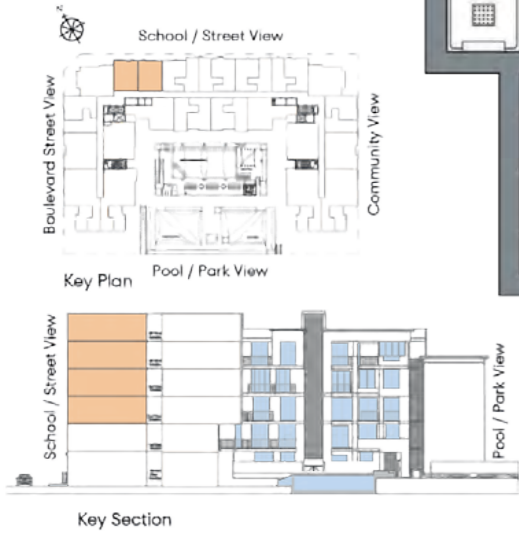 School / Street View
Boulevard Street View
Community View
Pool / Park View
Key Plan
School / Street View
Pool / Park View
Key Section